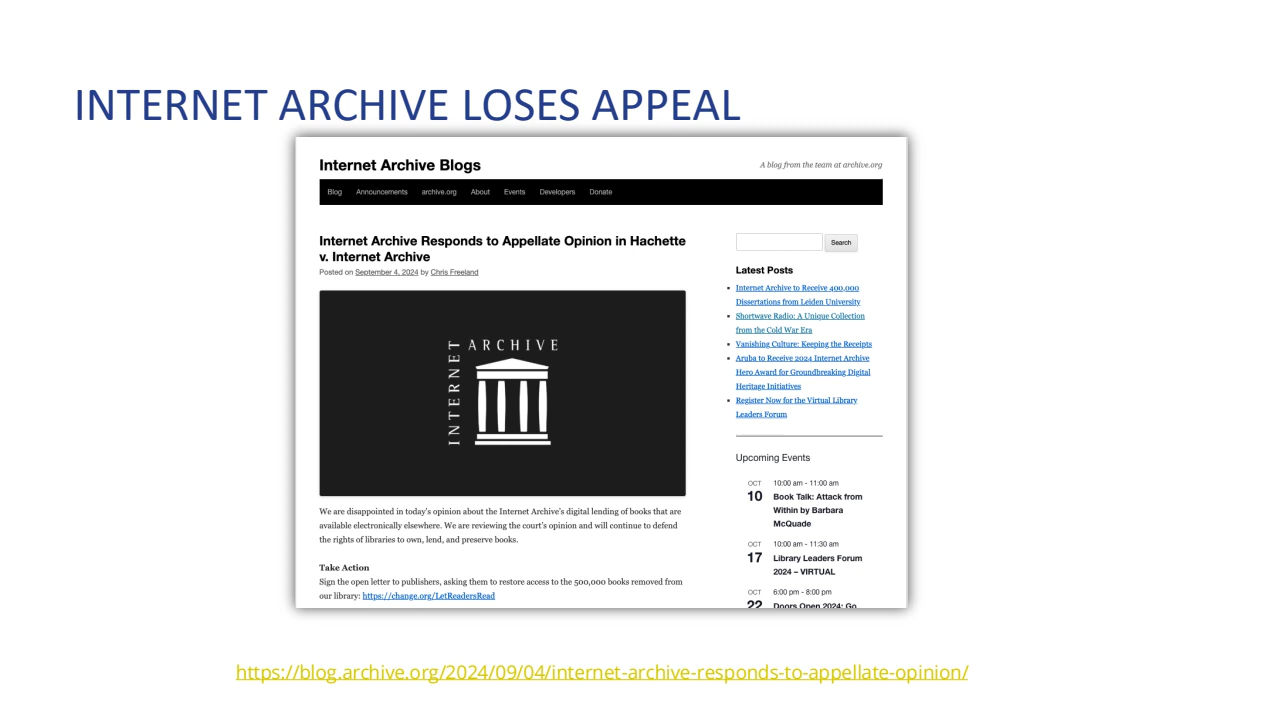 INTERNET ARCHIVE LOSES APPEAL
Internet Archive Blogs
A blog from the team at archive.org
Blog Announcements archive.org About Events Developers Donate
Internet Archive Responds to Appellate Opinion in Hachette
v. Internet Archive
Posted on September 4, 2024 by Chris Freeland
INTERNET
ARCHIVE
We are disappointed in today's opinion about the Internet Archive's digital lending of books that are
available electronically elsewhere. We are reviewing the court's opinion and will continue to defend
the rights of libraries to own, lend, and preserve books.
Take Action
Sign the open letter to publishers, asking them to restore access to the 500,000 books removed from
our library: https://change.org/LetReadersRead
Search
Latest Posts
Internet Archive to Receive 400,000
Dissertations from Leiden University
Shortwave Radio: A Unique Collection
from the Cold War Era
Vanishing Culture: Keeping the Receipts
Aruba to Receive 2024 Internet Archive
Hero Award for Groundbreaking Digital
Heritage Initiatives
Register Now for the Virtual Library
Leaders Forum
Upcoming Events
OCT 10:00 am - 11:00 am
10 Book Talk: Attack from
Within by Barbara
McQuade
OCT 10:00 am - 11:30 am
17 Library Leaders Forum
2024 – VIRTUAL
OCT 6:00 pm - 8:00 pm
22 Doors Open 2024: Go
https://blog.archive.org/2024/09/04/internet-archive-responds-to-appellate-opinion/